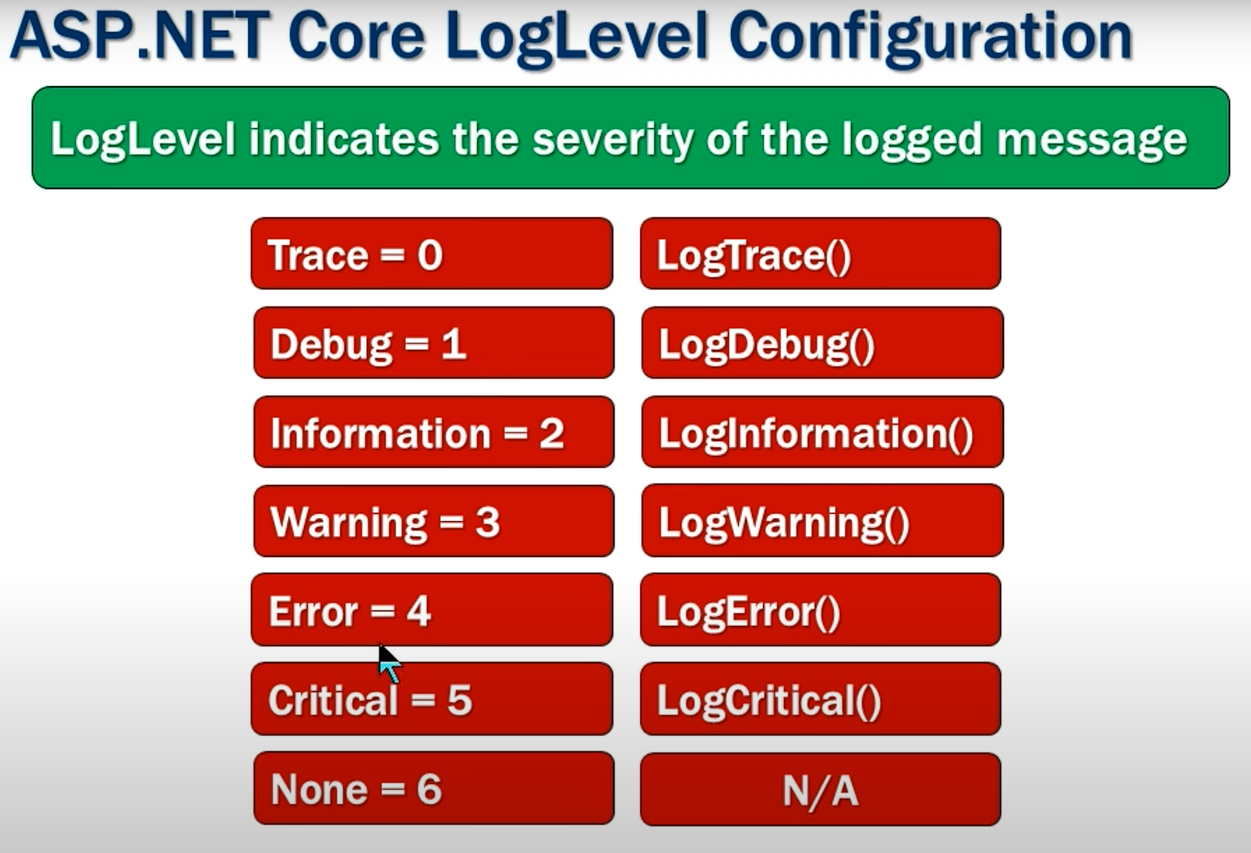 ASP.NET Core LogLevel Configuration
LogLevel indicates the severity of the logged message
Trace = 0 LogTrace()
Debug = 1 LogDebug()
Information = 2 LogInformation()
Warning = 3 LogWarning()
Error = 4 LogError()
Critical = 5 LogCritical()
None = 6 N/A